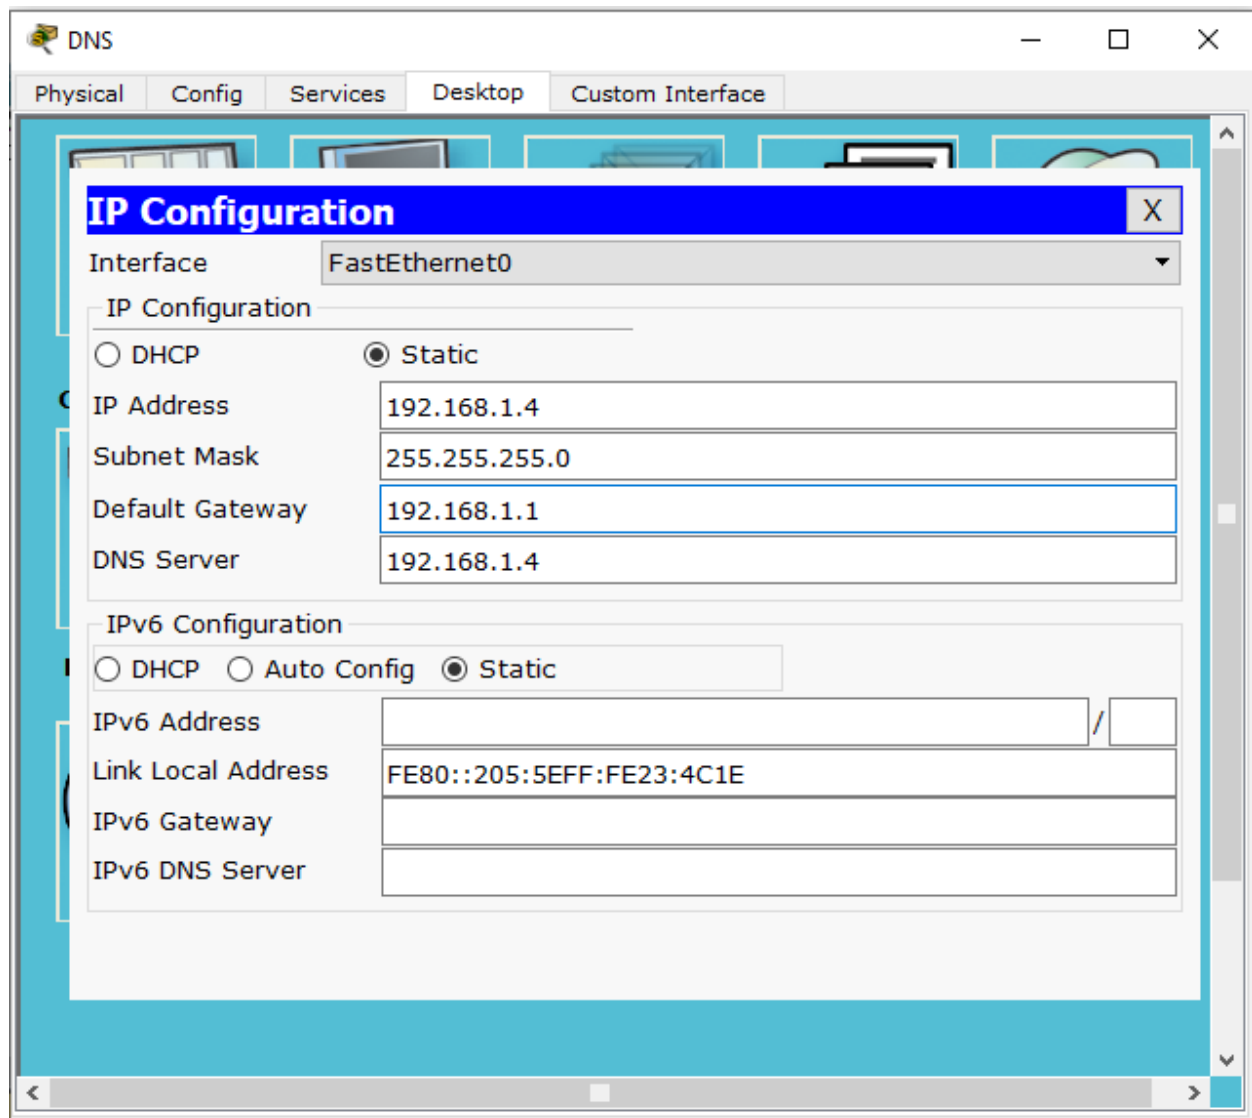 DNS
Physical Config Services Desktop Custom Interface
IP Configuration X
Interface FastEthernet0
IP Configuration
DHCP Static
IP Address 192.168.1.4
Subnet Mask 255.255.255.0
Default Gateway 192.168.1.1
DNS Server 192.168.1.4
IPv6 Configuration
DHCP Auto Config Static
IPv6 Address /
Link Local Address FE80::205:5EFF:FE23:4C1E
IPv6 Gateway
IPv6 DNS Server